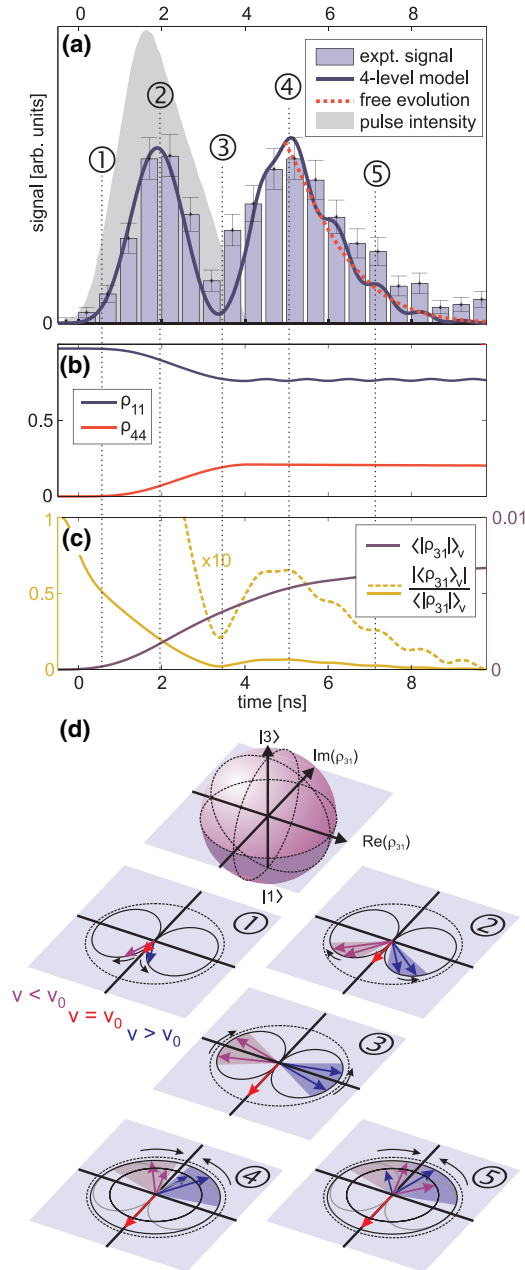 0 2 4 6 8
(a)
expt. signal
4-level model
free evolution
pulse intensity
①
②
③
④
⑤
signal [arb. units]
0
(b)
0.5
ρ11
ρ44
0
(c)
1
0.01
x10
⟨|ρ31|⟩v
|⟨ρ31⟩v|
⟨|ρ31|⟩v
0.5
0
0
0 2 4 6 8
time [ns]
(d)
|3⟩
Im(ρ31)
Re(ρ31)
|1⟩
①
②
v < v0
v = v0
v > v0
③
④
⑤